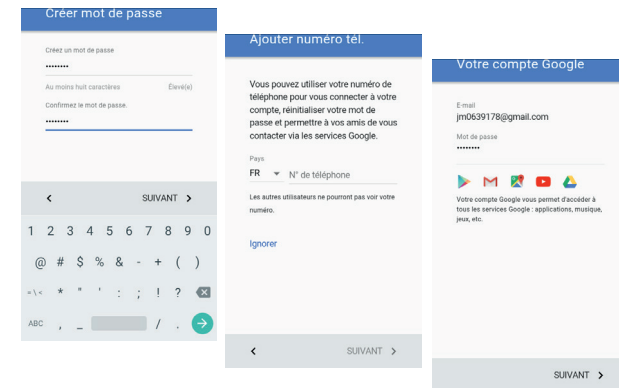 Créer mot de passe
Créez un mot de passe
••••••••
Au moins huit caractères Élevé(e)
Confirmez le mot de passe.
••••••••
< SUIVANT >
1 2 3 4 5 6 7 8 9 0
@ # $ % & - + ( )
= \ < * " ' : ; ! ?
ABC , _ / .
Ajouter numéro tél.
Vous pouvez utiliser votre numéro de
téléphone pour vous connecter à votre
compte, réinitialiser votre mot de
passe et permettre à vos amis de vous
contacter via les services Google.
Pays
FR N° de téléphone
Les autres utilisateurs ne pourront pas voir votre
numéro.
Ignorer
< SUIVANT >
Votre compte Google
E-mail
jm0639178@gmail.com
Mot de passe
••••••••
Votre compte Google vous permet d'accéder à
tous les services Google : applications, musique,
jeux, etc.
SUIVANT >